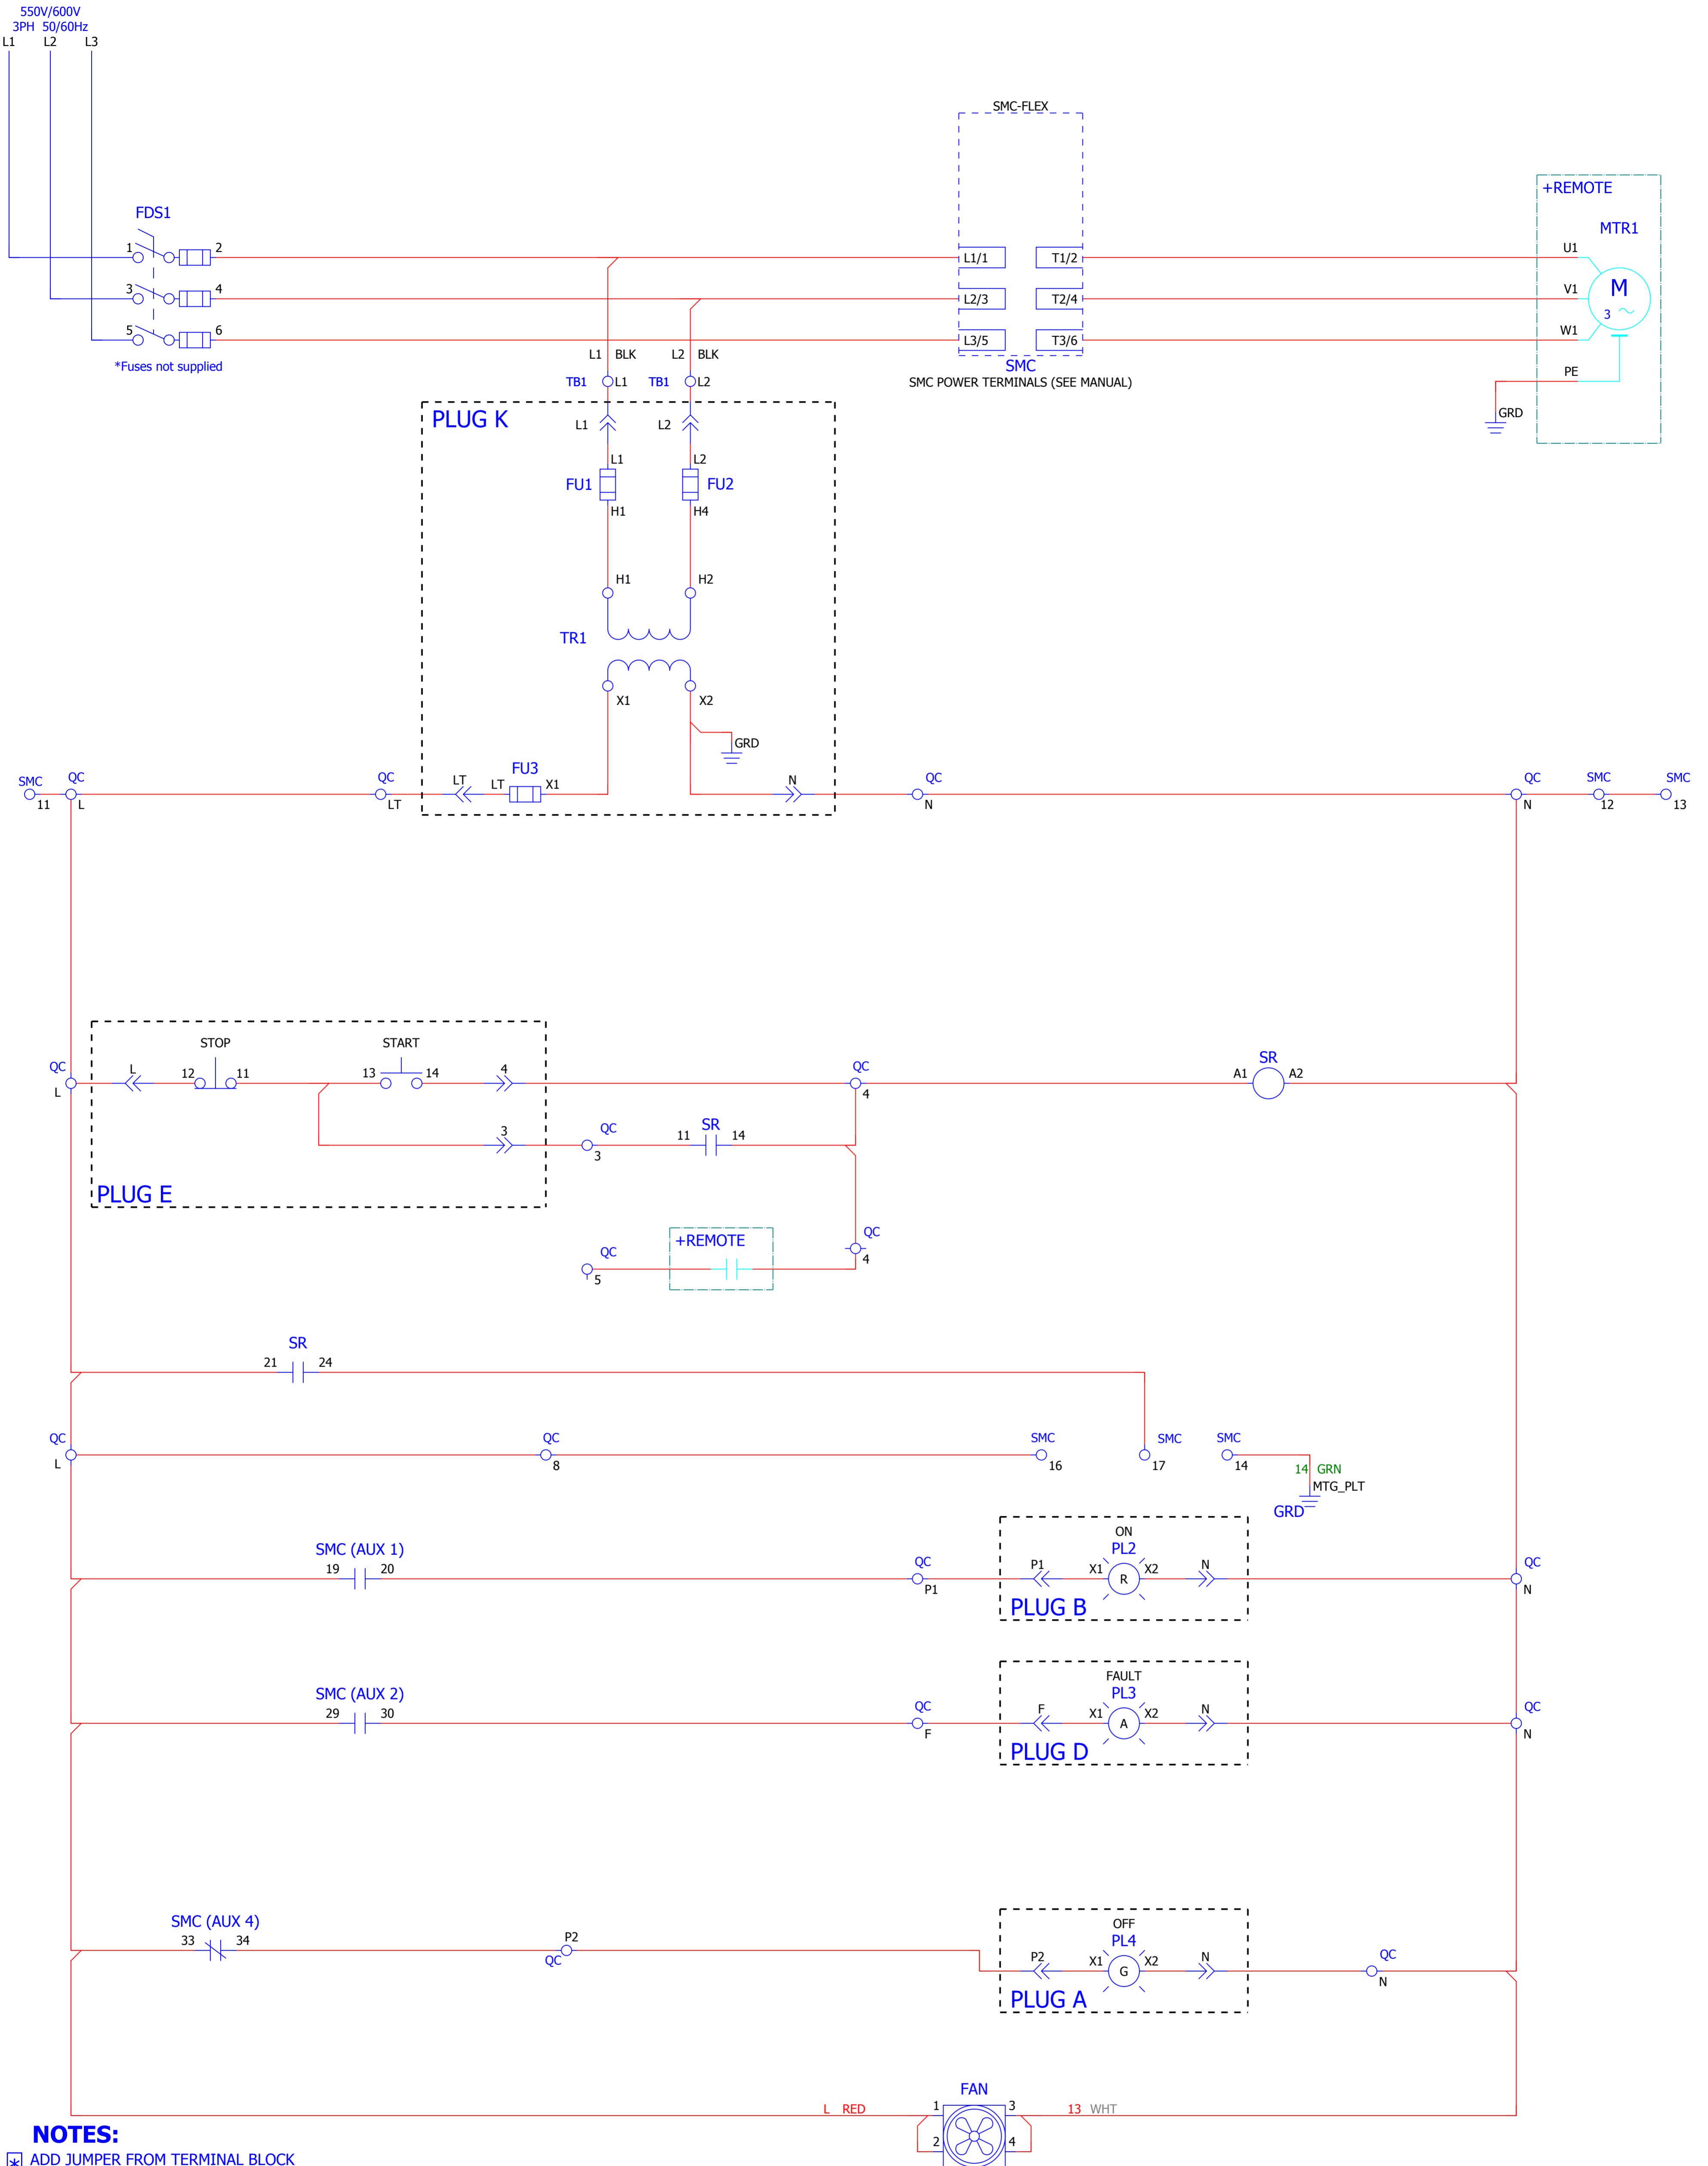 550V/600V
3PH 50/60Hz
L1 L2 L3
SMC-FLEX
+REMOTE
FDS1
MTR1
1 2 L1/1 T1/2 U1
3 4 L2/3 T2/4 V1 M
3
5 6 L3/5 T3/6 W1
*Fuses not supplied
L1 BLK L2 BLK
SMC
SMC POWER TERMINALS (SEE MANUAL)
PE
TB1 L1 TB1 L2
GRD
PLUG K
L1 L2
L1 L2
FU1 FU2
H1 H4
H1 H2
TR1
X1 X2
GRD
SMC QC QC LT LT FU3 X1 N QC QC SMC SMC
11 L LT N N 12 13
STOP START
QC L 12 11 13 14 4 QC SR
L 4 A1 A2
3 QC 11 SR 14
3
PLUG E
+REMOTE
QC QC
5 4
SR
21 24
QC QC SMC SMC SMC
L 8 16 17 14
14 GRN
MTG_PLT
GRD
ON
SMC (AUX 1) PL2
19 20 QC P1 X1 R X2 N QC
P1 N
PLUG B
FAULT
SMC (AUX 2) PL3
29 30 QC F X1 A X2 N QC
F N
PLUG D
OFF
SMC (AUX 4) PL4
33 34 P2 P2 X1 G X2 N QC
QC N
PLUG A
FAN
L RED 1 3 13 WHT
2 4
NOTES:
* ADD JUMPER FROM TERMINAL BLOCK